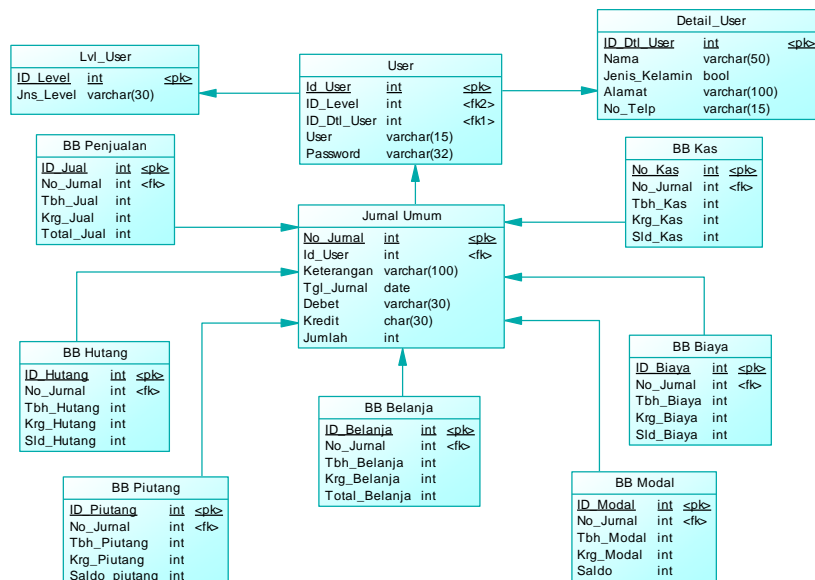 Lvl_User
ID_Level int <pk>
Jns_Level varchar(30)
User
Id_User int <pk>
ID_Level int <fk2>
ID_Dtl_User int <fk1>
User varchar(15)
Password varchar(32)
Detail_User
ID_Dtl_User int <pk>
Nama varchar(50)
Jenis_Kelamin bool
Alamat varchar(100)
No_Telp varchar(15)
BB Penjualan
ID_Jual int <pk>
No_Jurnal int <fk>
Tbh_Jual int
Krg_Jual int
Total_Jual int
BB Kas
No_Kas int <pk>
No_Jurnal int <fk>
Tbh_Kas int
Krg_Kas int
Sld_Kas int
Jurnal Umum
No_Jurnal int <pk>
Id_User int <fk>
Keterangan varchar(100)
Tgl_Jurnal date
Debet varchar(30)
Kredit char(30)
Jumlah int
BB Hutang
ID_Hutang int <pk>
No_Jurnal int <fk>
Tbh_Hutang int
Krg_Hutang int
Sld_Hutang int
BB Biaya
ID_Biaya int <pk>
No_Jurnal int <fk>
Tbh_Biaya int
Krg_Biaya int
Sld_Biaya int
BB Belanja
ID_Belanja int <pk>
No_Jurnal int <fk>
Tbh_Belanja int
Krg_Belanja int
Total_Belanja int
BB Piutang
ID_Piutang int <pk>
No_Jurnal int <fk>
Tbh_Piutang int
Krg_Piutang int
Saldo_piutang int
BB Modal
ID_Modal int <pk>
No_Jurnal int <fk>
Tbh_Modal int
Krg_Modal int
Saldo int